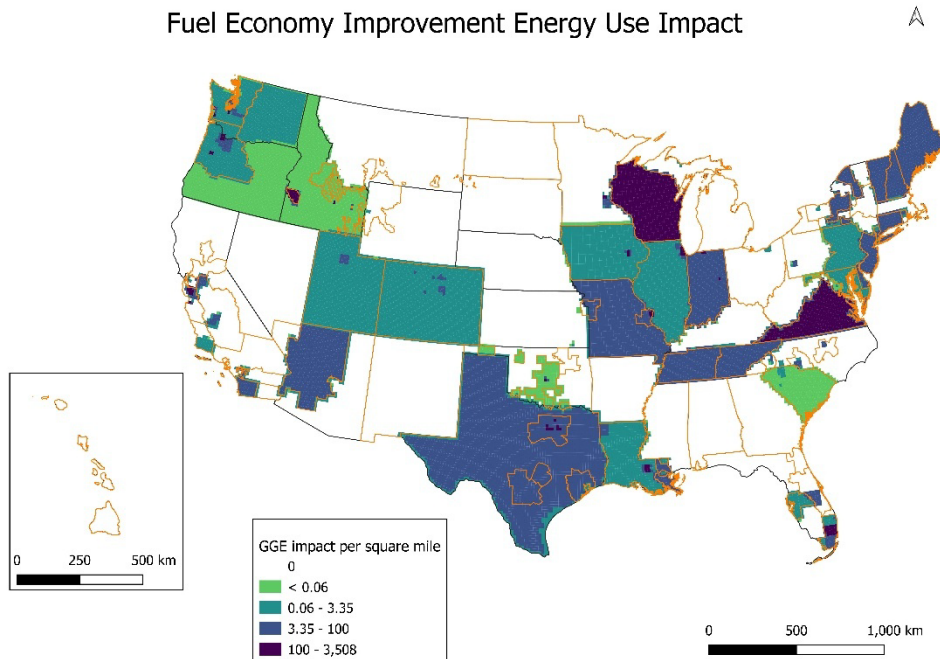 Fuel Economy Improvement Energy Use Impact
0 250 500 km
GGE impact per square mile
0
< 0.06
0.06 - 3.35
3.35 - 100
100 - 3,508
0 500 1,000 km